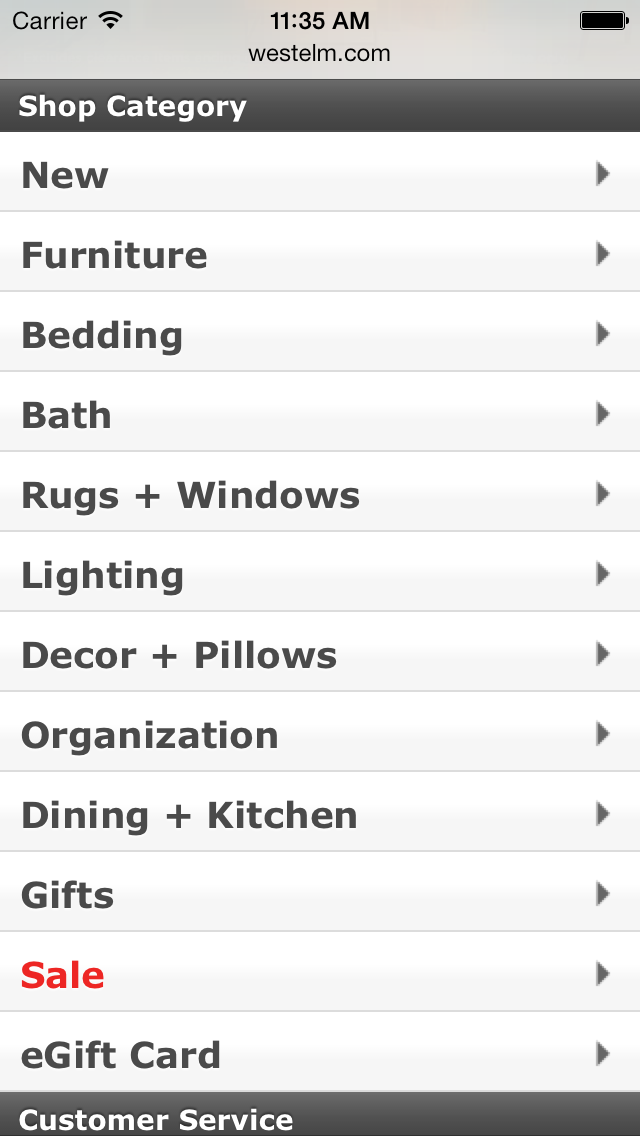 Carrier 11:35 AM
westelm.com
Shop Category
New
Furniture
Bedding
Bath
Rugs + Windows
Lighting
Decor + Pillows
Organization
Dining + Kitchen
Gifts
Sale
eGift Card
Customer Service